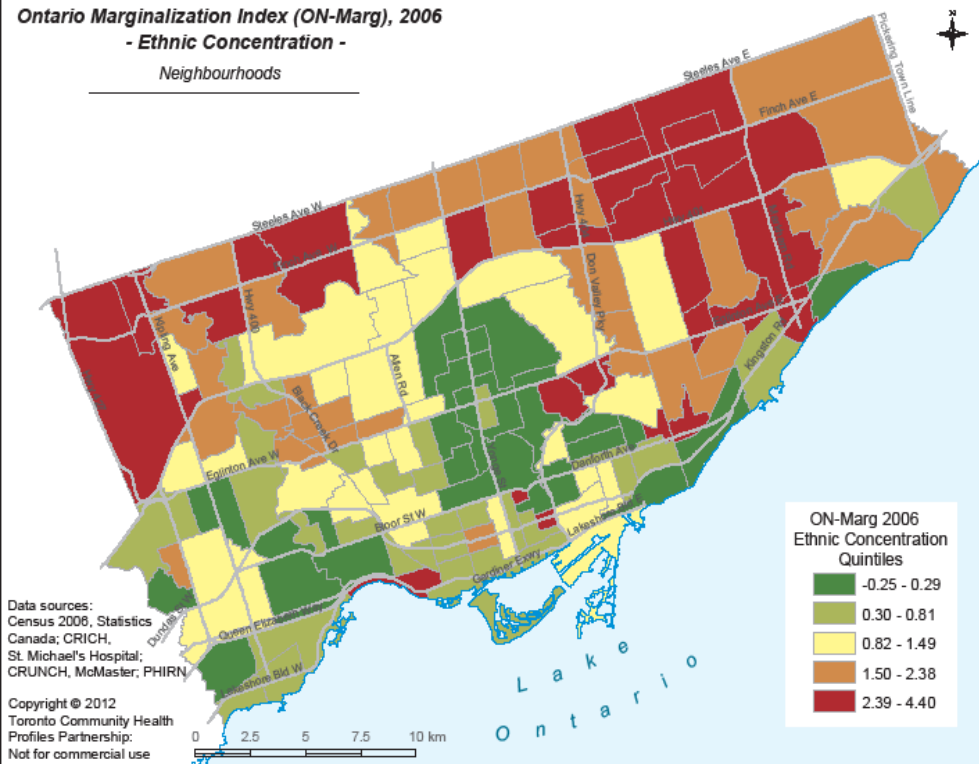 Ontario Marginalization Index (ON-Marg), 2006
- Ethnic Concentration -
Neighbourhoods
N
Pickering Town Line
Steeles Ave E
Finch Ave E
Steeles Ave W
Hwy 400
Kipling Ave
Don Valley Pky
Allen Rd
Black Creek Dr
Kingston Rd
Eglinton Ave W
Danforth Ave
Bloor St W
Lakeshore Bld E
Gardiner Expy
Dundas
Queen Elizabeth Way
Lakeshore Bld W
Lake
Ontario
ON-Marg 2006
Ethnic Concentration
Quintiles
-0.25 - 0.29
0.30 - 0.81
0.82 - 1.49
1.50 - 2.38
2.39 - 4.40
Data sources:
Census 2006, Statistics
Canada; CRICH,
St. Michael's Hospital;
CRUNCH, McMaster; PHIRN
Copyright © 2012
Toronto Community Health
Profiles Partnership:
Not for commercial use
0 2.5 5 7.5 10 km